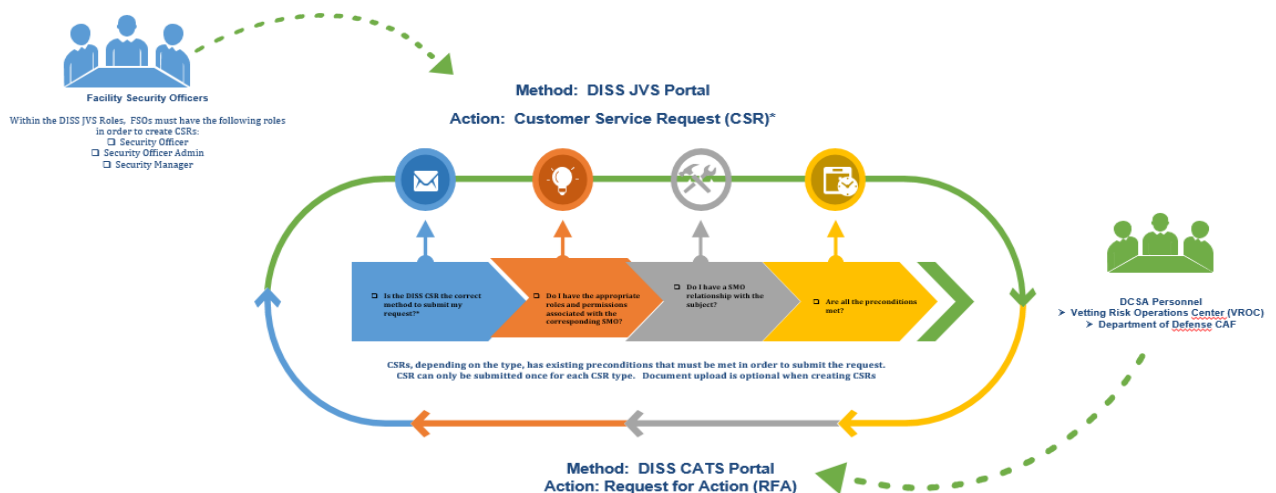 Facility Security Officers
Within the DISS JVS Roles, FSOs must have the following roles
in order to create CSRs:
❑ Security Officer
❑ Security Officer Admin
❑ Security Manager
Method: DISS JVS Portal
Action: Customer Service Request (CSR)*
❑ Is the DISS CSR the correct
method to submit my
request?*
❑ Do I have the appropriate
roles and permissions
associated with the
corresponding SMO?
❑ Do I have a SMO
relationship with the
subject?
❑ Are all the preconditions
met?
CSRs, depending on the type, has existing preconditions that must be met in order to submit the request.
CSR can only be submitted once for each CSR type. Document upload is optional when creating CSRs
DCSA Personnel
➢ Vetting Risk Operations Center (VROC)
➢ Department of Defense CAF
Method: DISS CATS Portal
Action: Request for Action (RFA)